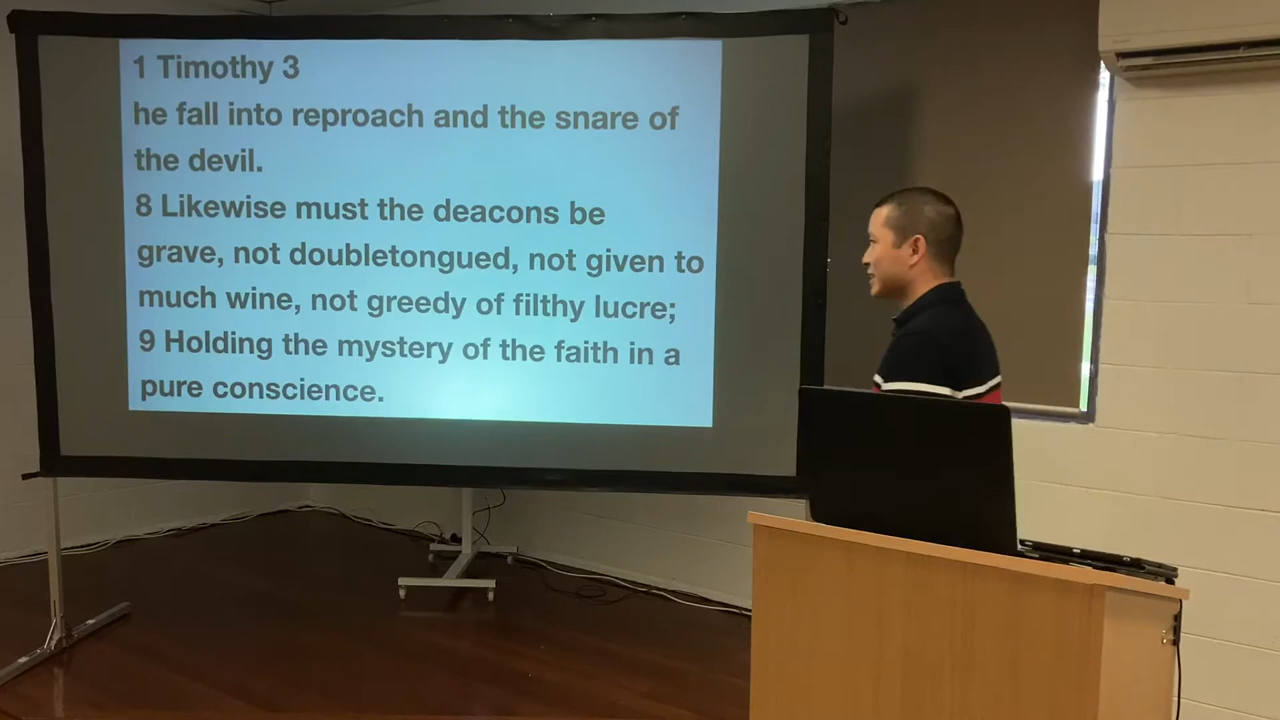 1 Timothy 3
he fall into reproach and the snare of
the devil.
8 Likewise must the deacons be
grave, not doubletongued, not given to
much wine, not greedy of filthy lucre;
9 Holding the mystery of the faith in a
pure conscience.